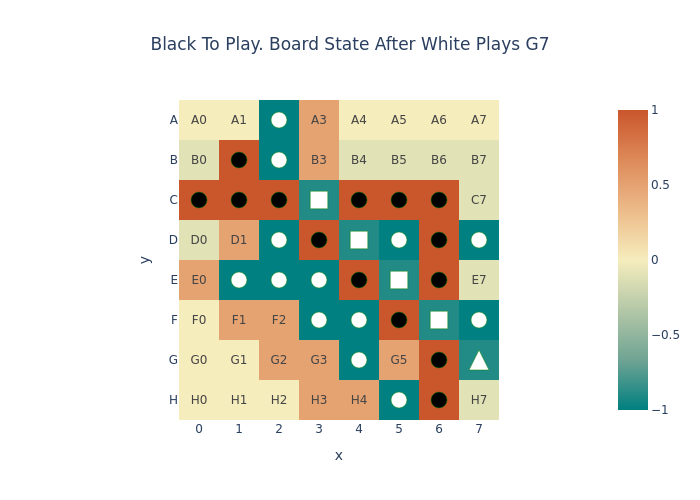 Black To Play. Board State After White Plays G7
A A0 A1 A3 A4 A5 A6 A7
B B0 B3 B4 B5 B6 B7
C C7
D D0 D1
E E0 E7
F F0 F1 F2
G G0 G1 G2 G3 G5
H H0 H1 H2 H3 H4 H7
0 1 2 3 4 5 6 7
x
y
1
0.5
0
−0.5
−1